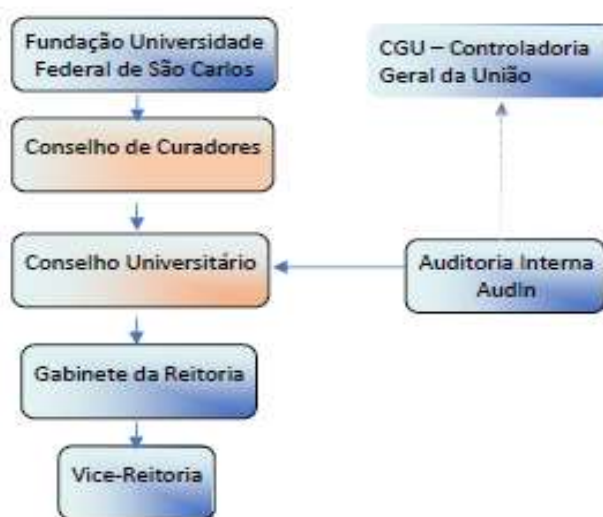 Fundação Universidade
Federal de São Carlos
CGU – Controladoria
Geral da União
Conselho de Curadores
Conselho Universitário
Auditoria Interna
AudIn
Gabinete da Reitoria
Vice-Reitoria